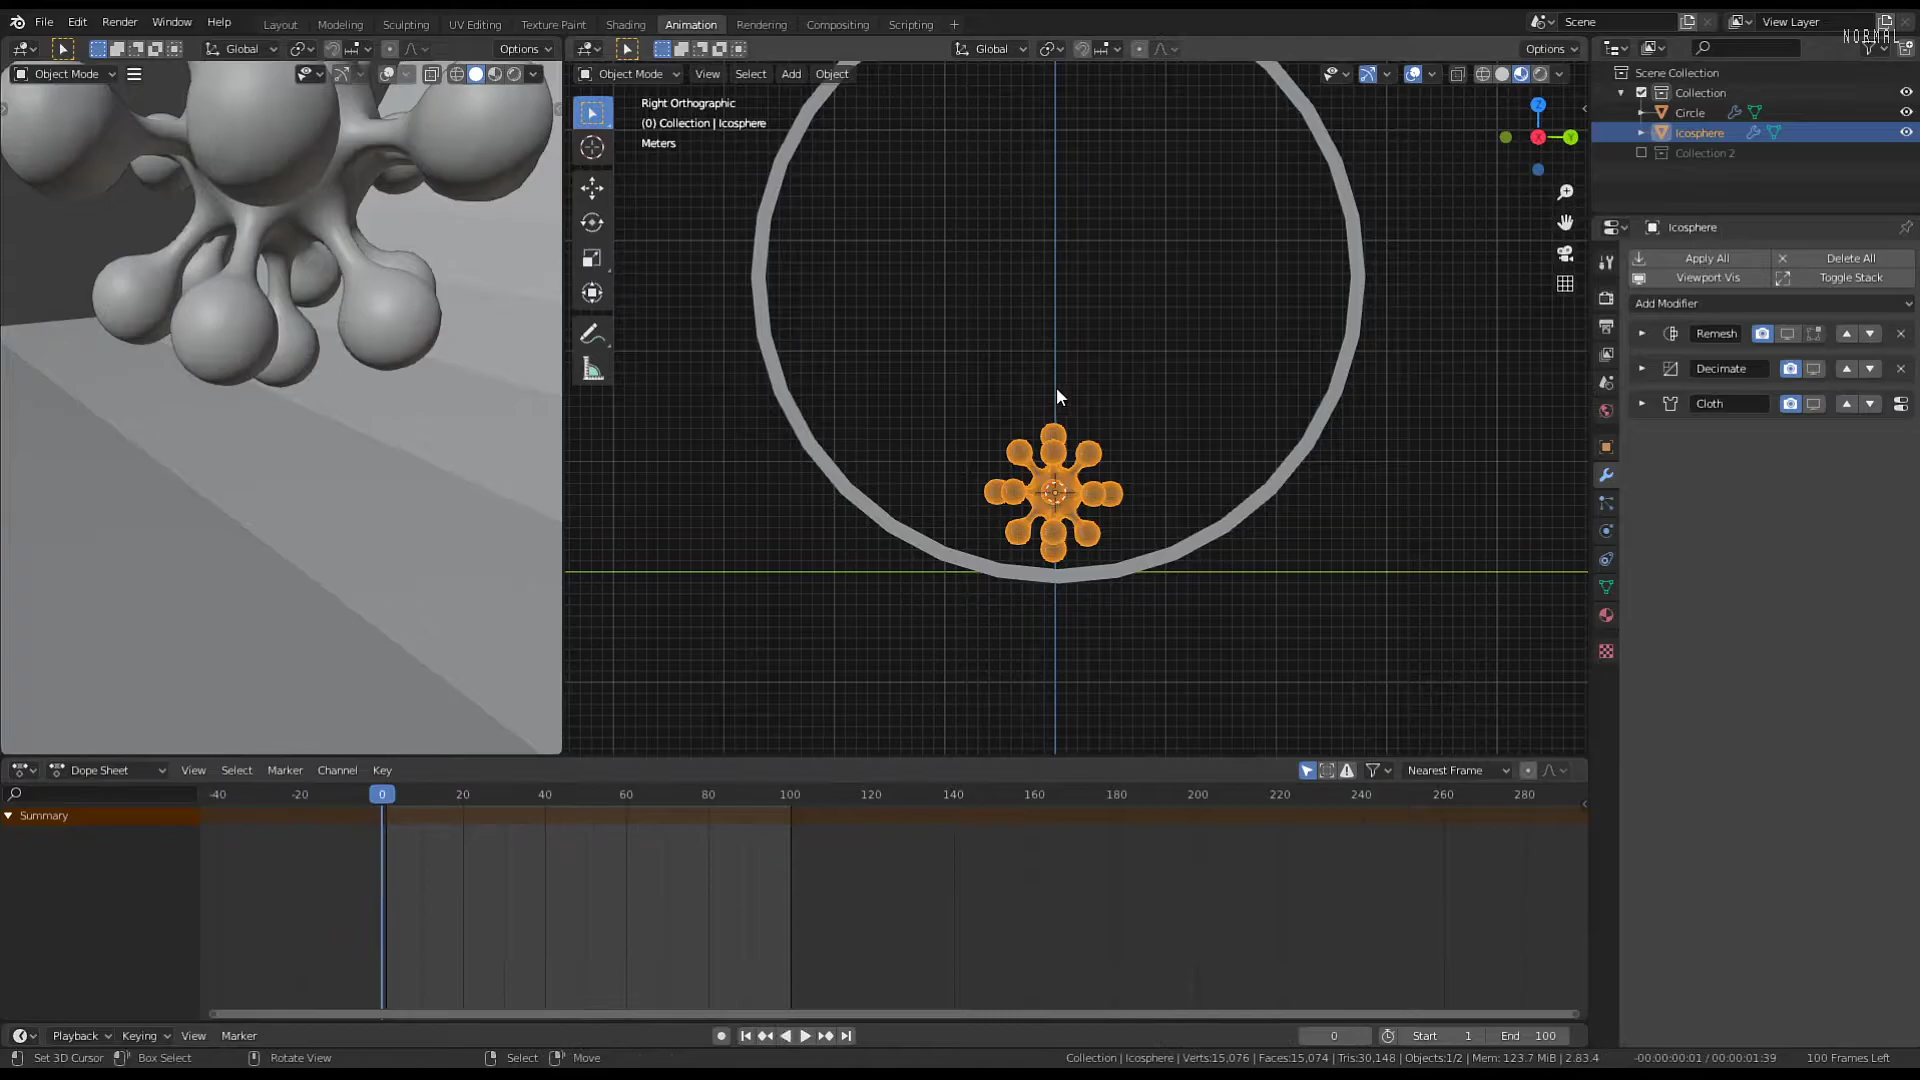 File Edit Render Window Help Layout Modeling Sculpting UV Editing Texture Paint Shading Animation Rendering Compositing Scripting + Scene View Layer
NORMAL
Global Options Global Options
Object Mode Object Mode View Select Add Object
Scene Collection
Collection
Circle
Icosphere
Collection 2
Right Orthographic
(0) Collection | Icosphere
Meters
Z
X
Y
Icosphere
Apply All Delete All
Viewport Vis Toggle Stack
Add Modifier
Remesh
Decimate
Cloth
Dope Sheet View Select Marker Channel Key Nearest Frame
-40 -20 0 20 40 60 80 100 120 140 160 180 200 220 240 260 280
Summary
Playback Keying View Marker 0 Start 1 End 100
Set 3D Cursor Box Select Rotate View Select Move Collection | Icosphere | Verts:15,076 | Faces:15,074 | Tris:30,148 | Objects:1/2 | Mem: 123.7 MiB | 2.83.4 -00:00:00:01 / 00:00:01:39 100 Frames Left